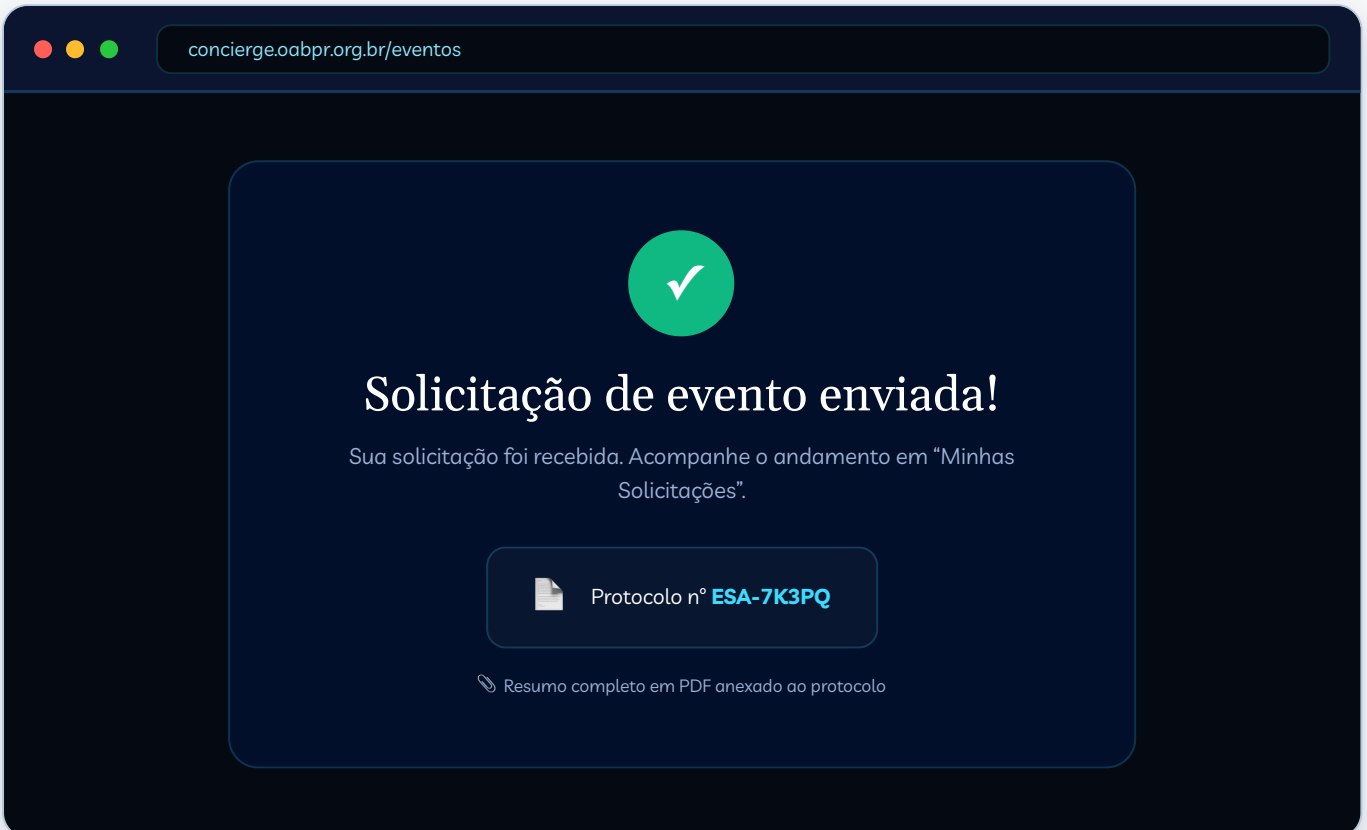 concierge.oabpr.org.br/eventos
Solicitação de evento enviada!
Sua solicitação foi recebida. Acompanhe o andamento em “Minhas
Solicitações”.
Protocolo nº ESA-7K3PQ
Resumo completo em PDF anexado ao protocolo